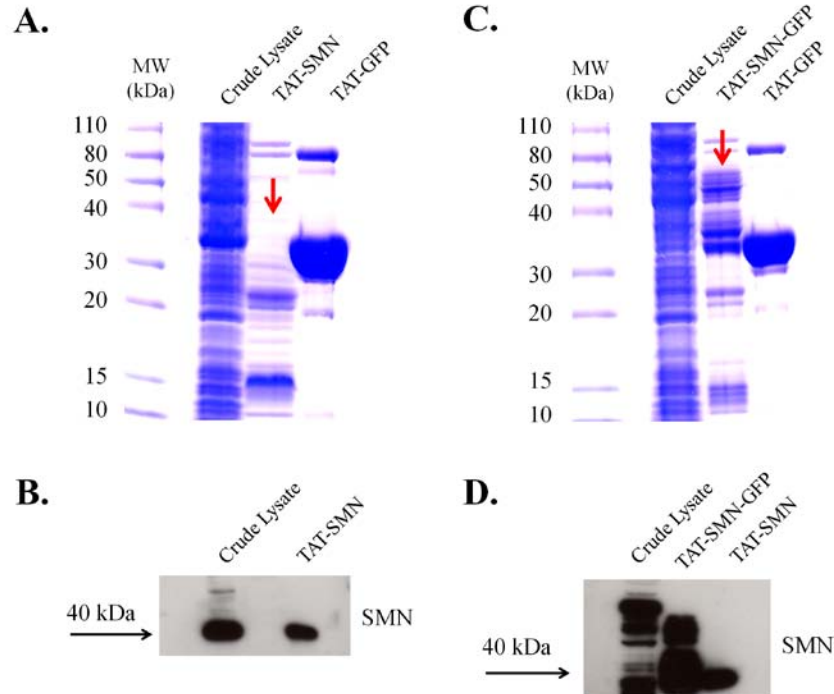 A.
MW
(kDa)
Crude Lysate
TAT-SMN
TAT-GFP
110
80
50
40
30
20
15
10
C.
MW
(kDa)
Crude Lysate
TAT-SMN-GFP
TAT-GFP
110
80
50
40
30
20
15
10
B.
Crude Lysate
TAT-SMN
40 kDa
SMN
D.
Crude Lysate
TAT-SMN-GFP
TAT-SMN
40 kDa
SMN